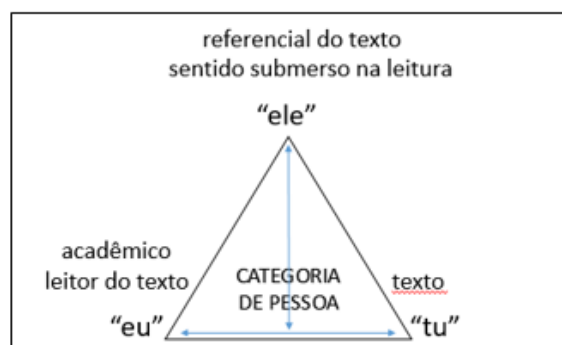 referencial do texto
sentido submerso na leitura
“ele”
acadêmico
leitor do texto
CATEGORIA
DE PESSOA
texto
“eu”
“tu”